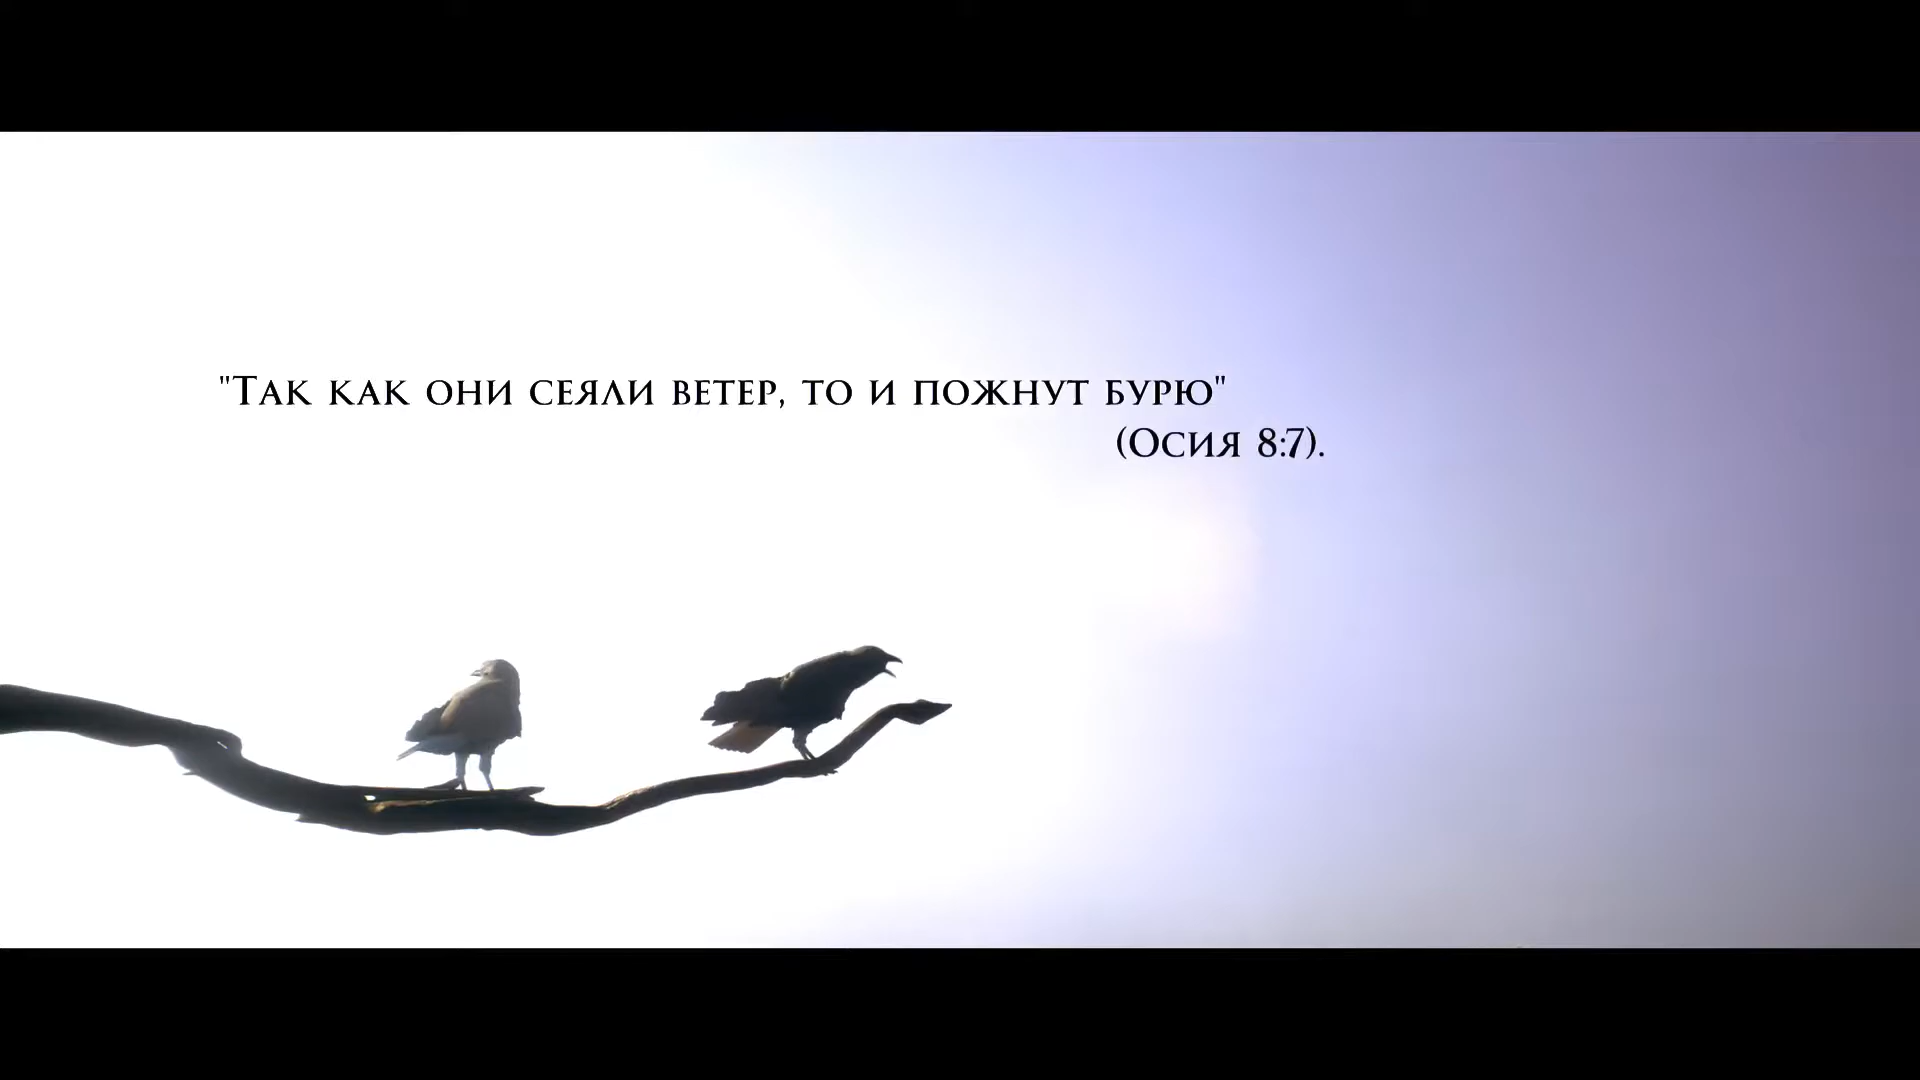 "Так как они сеяли ветер, то и пожнут бурю"
(Осия 8:7).